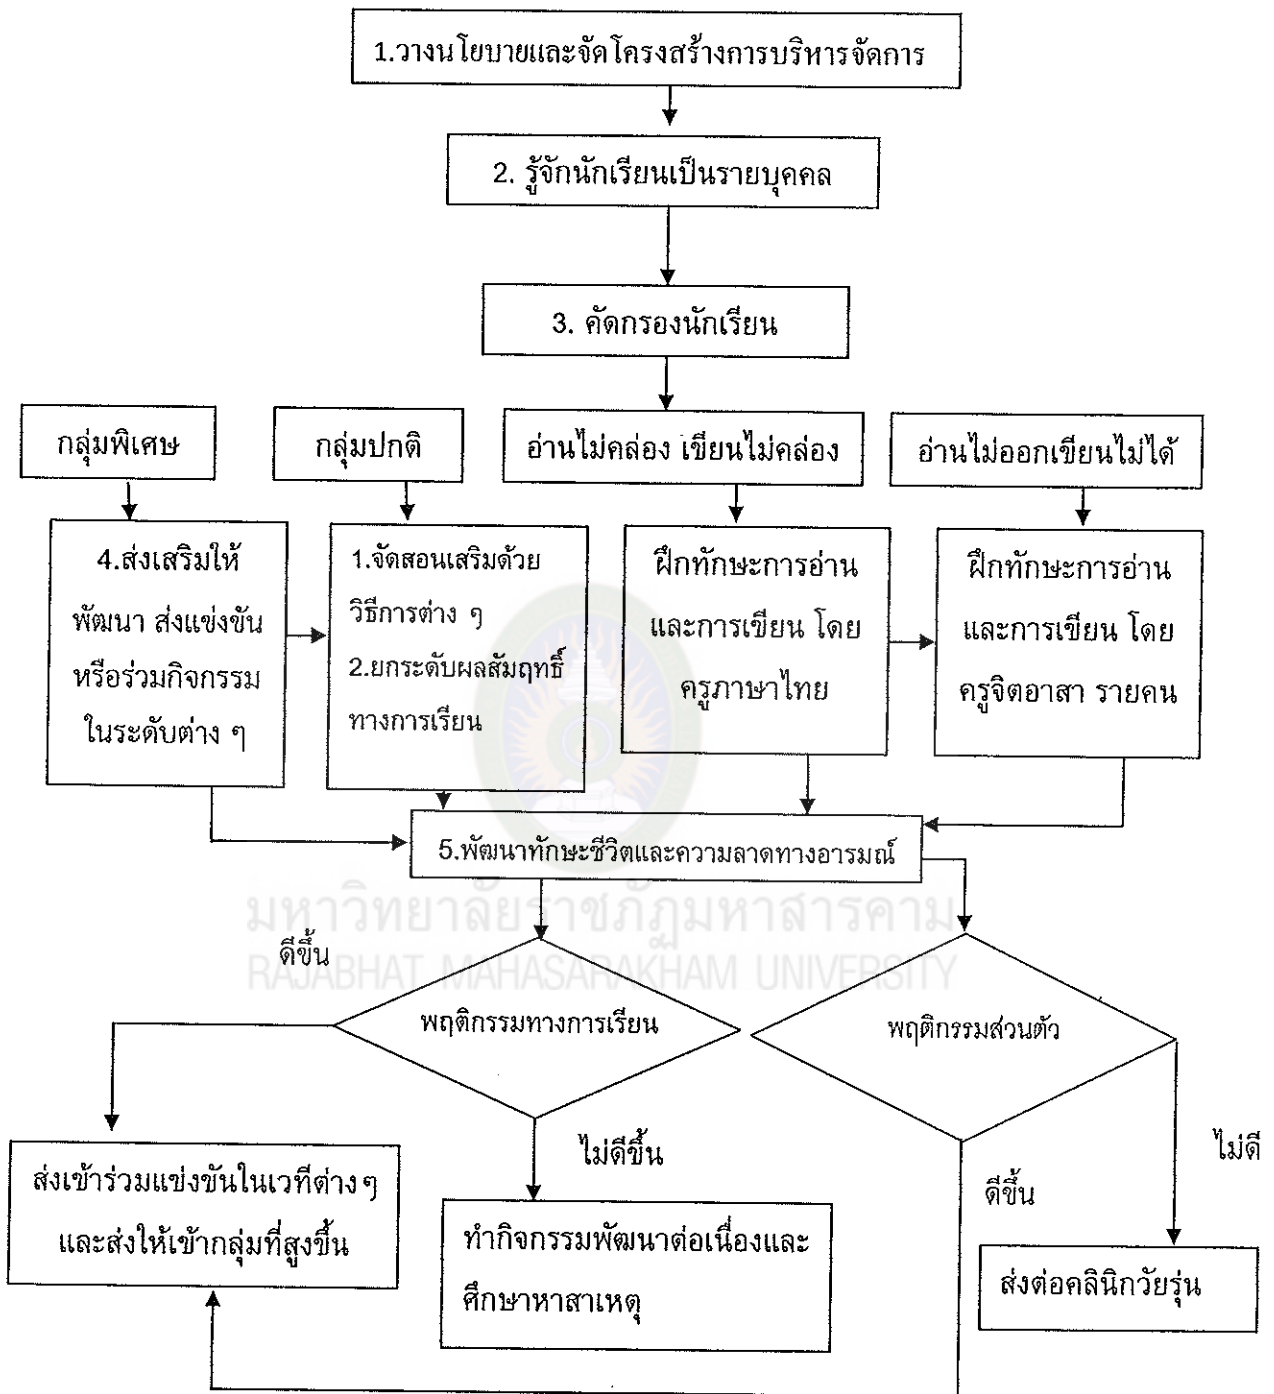 1.วางนโยบายและจัดโครงสร้างการบริหารจัดการ
2. รู้จักนักเรียนเป็นรายบุคคล
3. คัดกรองนักเรียน
กลุ่มพิเศษ
กลุ่มปกติ
อ่านไม่คล่อง เขียนไม่คล่อง
อ่านไม่ออกเขียนไม่ได้
4.ส่งเสริมให้
พัฒนา ส่งแข่งขัน
หรือร่วมกิจกรรม
ในระดับต่าง ๆ
1.จัดสอนเสริมด้วย
วิธีการต่าง ๆ
2.ยกระดับผลสัมฤทธิ์
ทางการเรียน
ฝึกทักษะการอ่าน
และการเขียน โดย
ครูภาษาไทย
ฝึกทักษะการอ่าน
และการเขียน โดย
ครูจิตอาสา รายคน
5.พัฒนาทักษะชีวิตและความลาดทางอารมณ์
มหาวิทยาลัยราชภัฏมหาสารคาม
RAJABHAT MAHASARAKHAM UNIVERSITY
ดีขึ้น
พฤติกรรมทางการเรียน
พฤติกรรมส่วนตัว
ไม่ดีขึ้น
ดีขึ้น
ไม่ดี
ส่งเข้าร่วมแข่งขันในเวทีต่าง ๆ
และส่งให้เข้ากลุ่มที่สูงขึ้น
ทำกิจกรรมพัฒนาต่อเนื่องและ
ศึกษาหาสาเหตุ
ส่งต่อคลินิกวัยรุ่น